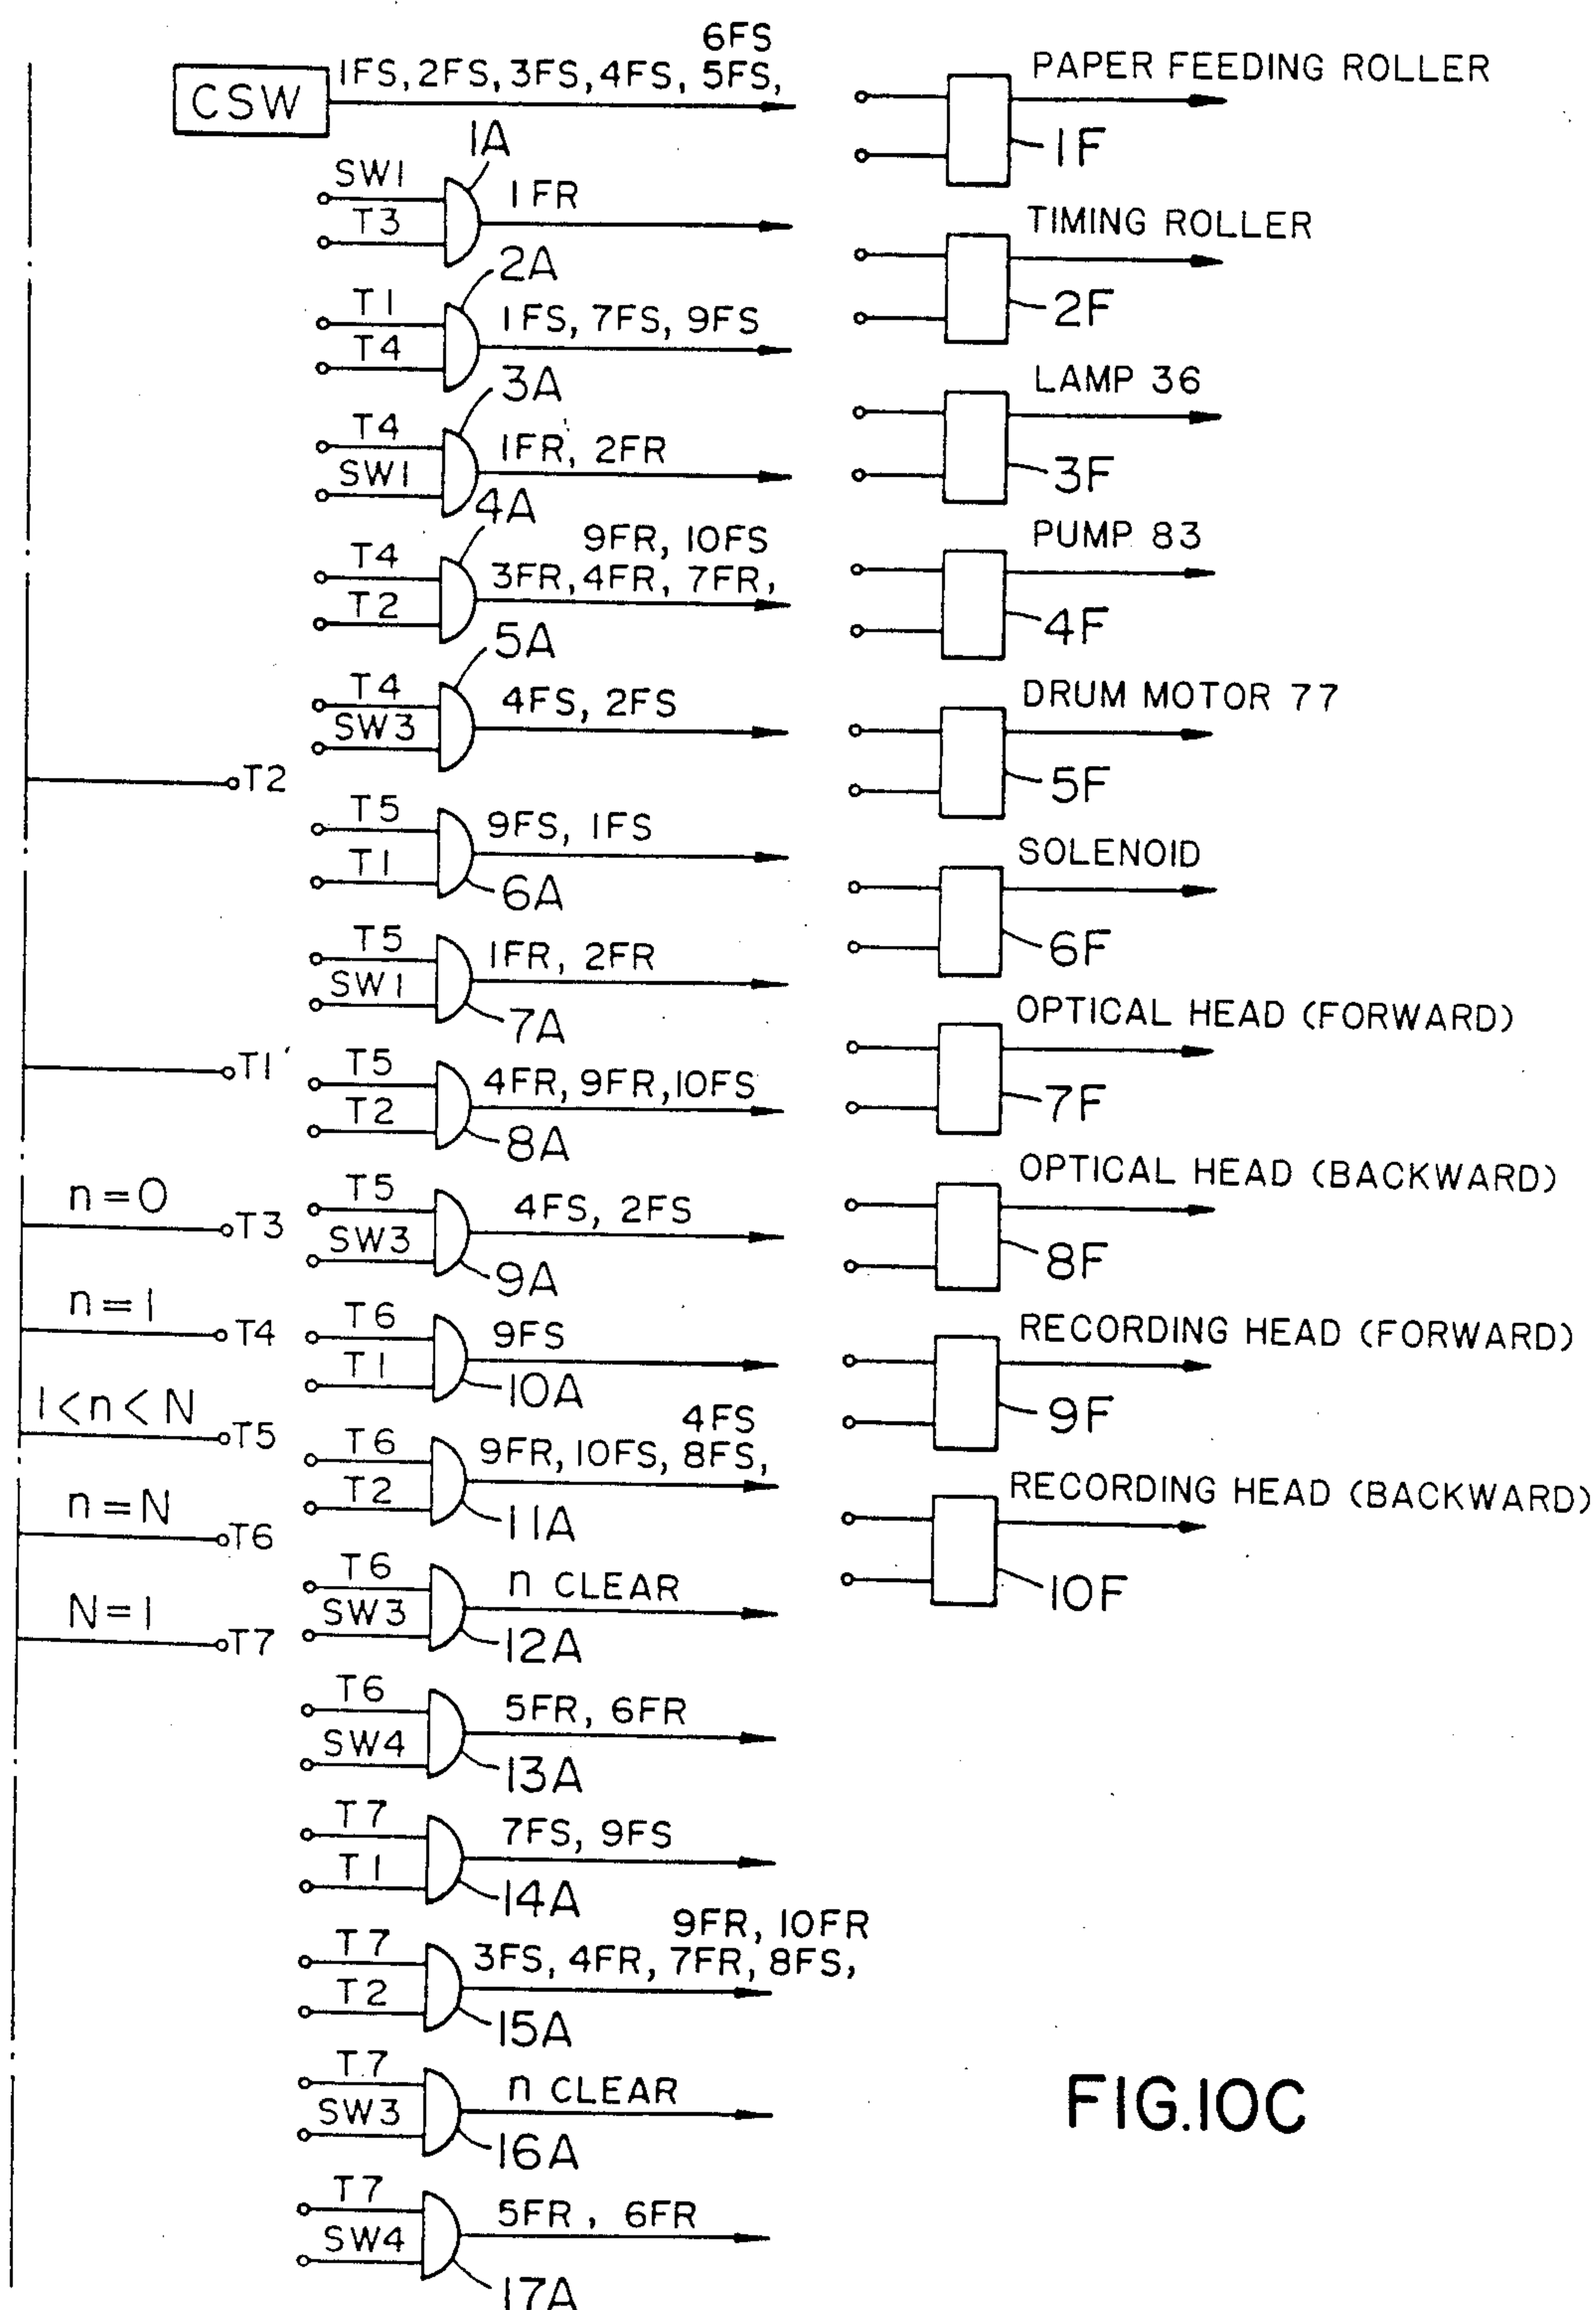 CSW
6FS
1FS, 2FS, 3FS, 4FS, 5FS,
1A
SW1
T3
1FR
2A
T1
T4
1FS, 7FS, 9FS
3A
T4
SW1
1FR, 2FR
4A
T4
T2
9FR, 10FS
3FR, 4FR, 7FR,
5A
T4
SW3
4FS, 2FS
T5
T1
9FS, 1FS
6A
T5
SW1
1FR, 2FR
7A
T5
T2
4FR, 9FR, 10FS
8A
T5
SW3
4FS, 2FS
9A
T6
T1
9FS
10A
T6
T2
4FS
9FR, 10FS, 8FS,
11A
T6
SW3
n CLEAR
12A
T6
SW4
5FR, 6FR
13A
T7
T1
7FS, 9FS
14A
T7
T2
9FR, 10FR
3FS, 4FR, 7FR, 8FS,
15A
T7
SW3
n CLEAR
16A
T7
SW4
5FR, 6FR
17A
T2
T1
n=0
T3
n=1
T4
1<n<N
T5
n=N
T6
N=1
T7
PAPER FEEDING ROLLER
1F
TIMING ROLLER
2F
LAMP 36
3F
PUMP 83
4F
DRUM MOTOR 77
5F
SOLENOID
6F
OPTICAL HEAD (FORWARD)
7F
OPTICAL HEAD (BACKWARD)
8F
RECORDING HEAD (FORWARD)
9F
RECORDING HEAD (BACKWARD)
10F
FIG.10C